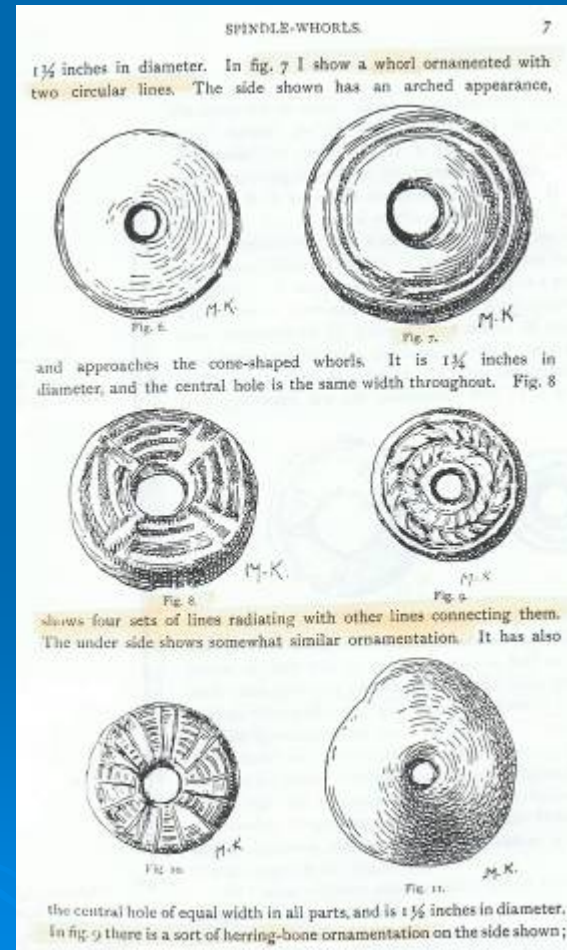 SPINDLE-WHORLS. 7
1¾ inches in diameter. In fig. 7 I show a whorl ornamented with
two circular lines. The side shown has an arched appearance,
M-K.
Fig. 6.
M-K
Fig. 7.
and approaches the cone-shaped whorls. It is 1¾ inches in
diameter, and the central hole is the same width throughout. Fig. 8
M-K.
Fig. 8.
M-K
Fig. 9.
shows four sets of lines radiating with other lines connecting them.
The under side shows somewhat similar ornamentation. It has also
M-K
Fig. 10.
M-K.
Fig. 11.
the central hole of equal width in all parts, and is 1⅛ inches in diameter.
In fig. 9 there is a sort of herring-bone ornamentation on the side shown;